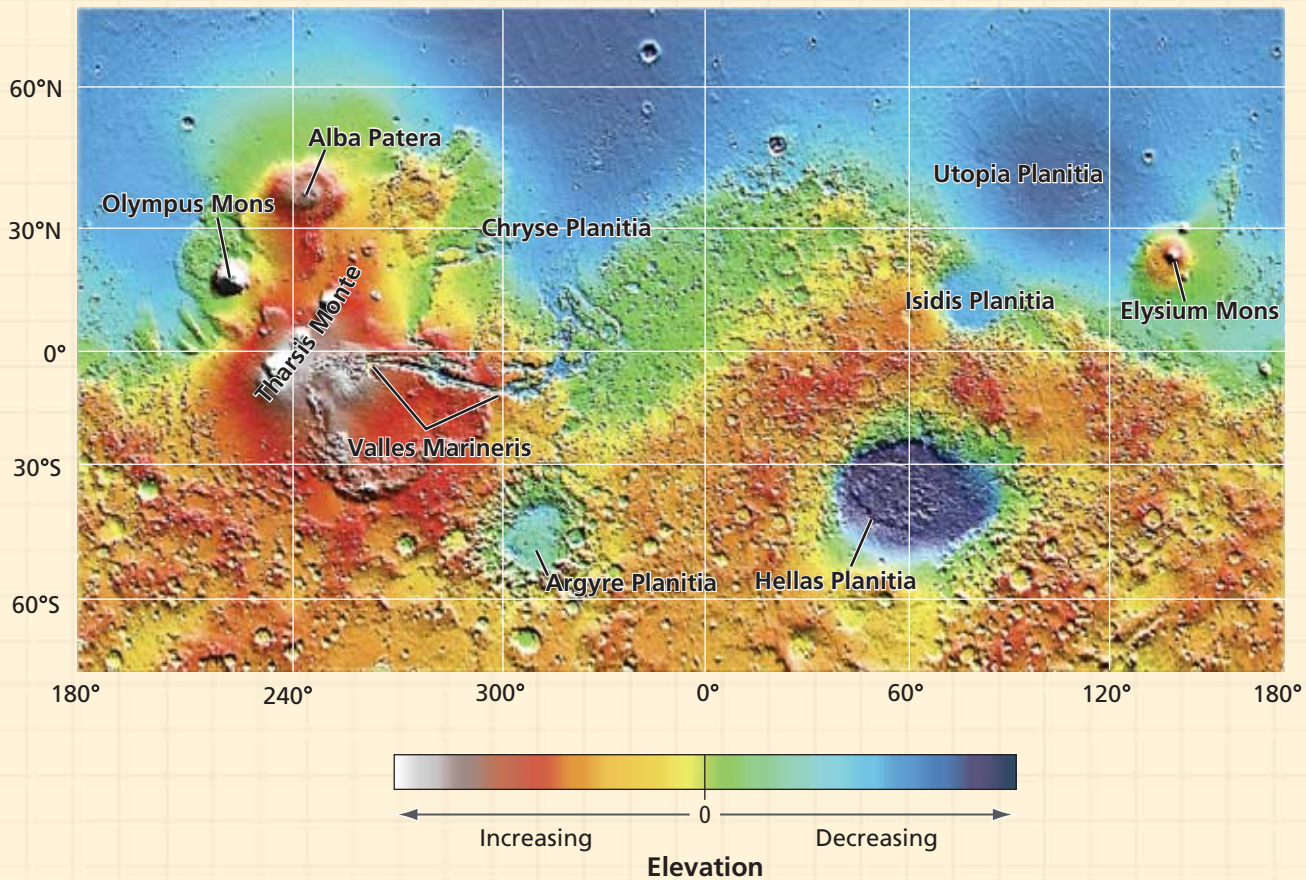 60°N
Alba Patera
Utopia Planitia
Olympus Mons
30°N
Chryse Planitia
Isidis Planitia
Elysium Mons
Tharsis Monte
0°
Valles Marineris
30°S
Argyre Planitia
Hellas Planitia
60°S
180° 240° 300° 0° 60° 120° 180°
0
Increasing Decreasing
Elevation